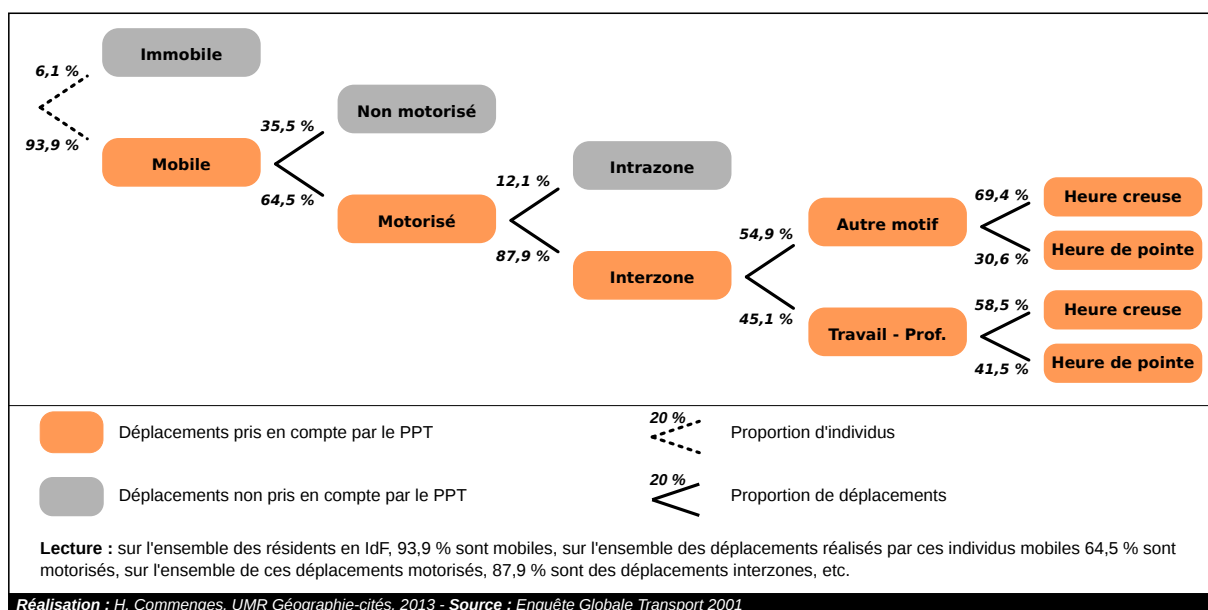 Immobile
6,1 %
93,9 %
Mobile
35,5 %
Non motorisé
64,5 %
Motorisé
12,1 %
Intrazone
87,9 %
Interzone
54,9 %
Autre motif
45,1 %
Travail - Prof.
69,4 %
Heure creuse
30,6 %
Heure de pointe
58,5 %
Heure creuse
41,5 %
Heure de pointe
Déplacements pris en compte par le PPT
20 %
Proportion d'individus
Déplacements non pris en compte par le PPT
20 %
Proportion de déplacements
Lecture : sur l'ensemble des résidents en IdF, 93,9 % sont mobiles, sur l'ensemble des déplacements réalisés par ces individus mobiles 64,5 % sont
motorisés, sur l'ensemble de ces déplacements motorisés, 87,9 % sont des déplacements interzones, etc.
Réalisation : H. Commenges, UMR Géographie-cités, 2013 - Source : Enquête Globale Transport 2001